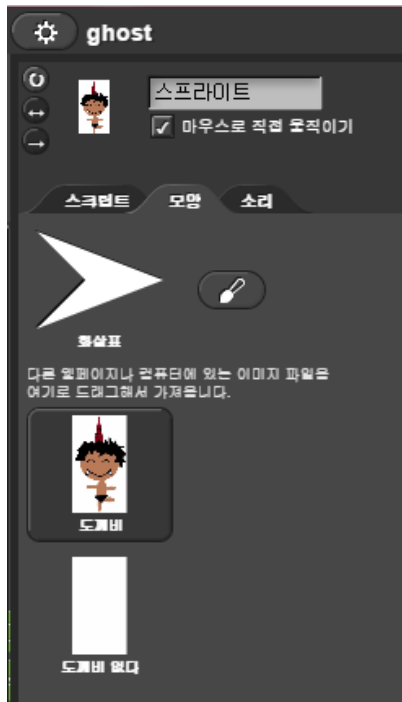 ghost
스프라이트
마우스로 직접 움직이기
스크립트 모양 소리
화살표
다른 웹페이지나 컴퓨터에 있는 이미지 파일을
여기로 드래그해서 가져옵니다.
도깨비
도깨비 없다